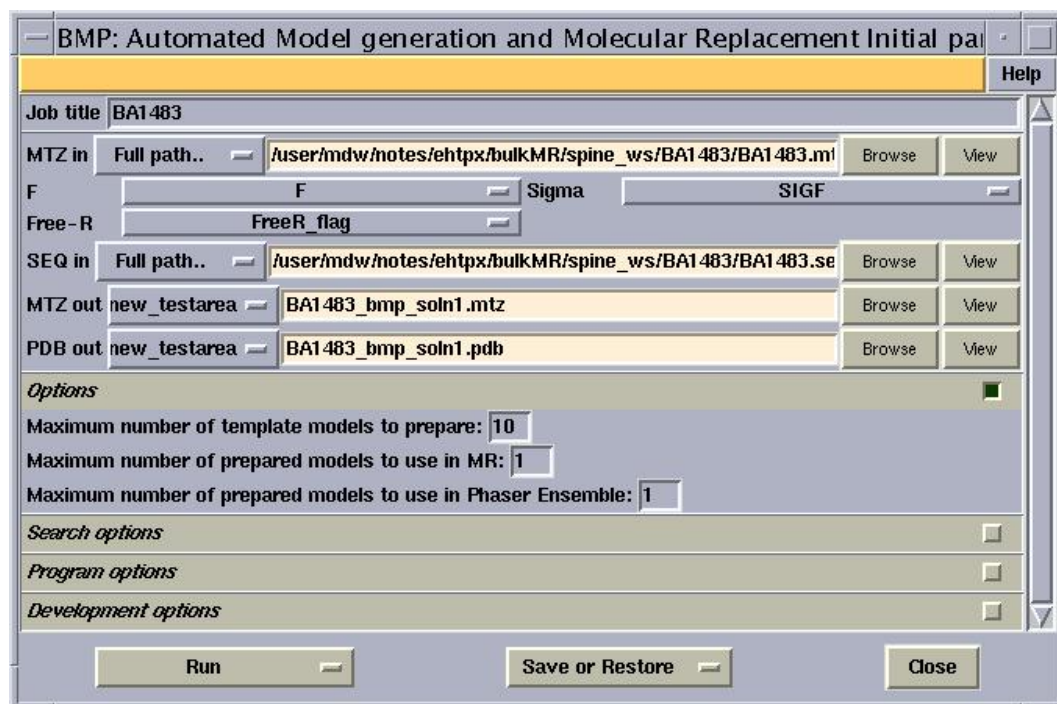 BMP: Automated Model generation and Molecular Replacement Initial par
Help
Job title BA1483
MTZ in Full path.. /user/mdw/notes/ehtpx/bulkMR/spine_ws/BA1483/BA1483.mt Browse View
F F Sigma SIGF
Free-R FreeR_flag
SEQ in Full path.. /user/mdw/notes/ehtpx/bulkMR/spine_ws/BA1483/BA1483.se Browse View
MTZ out new_testarea BA1483_bmp_soln1.mtz Browse View
PDB out new_testarea BA1483_bmp_soln1.pdb Browse View
Options
Maximum number of template models to prepare: 10
Maximum number of prepared models to use in MR: 1
Maximum number of prepared models to use in Phaser Ensemble: 1
Search options
Program options
Development options
Run Save or Restore Close